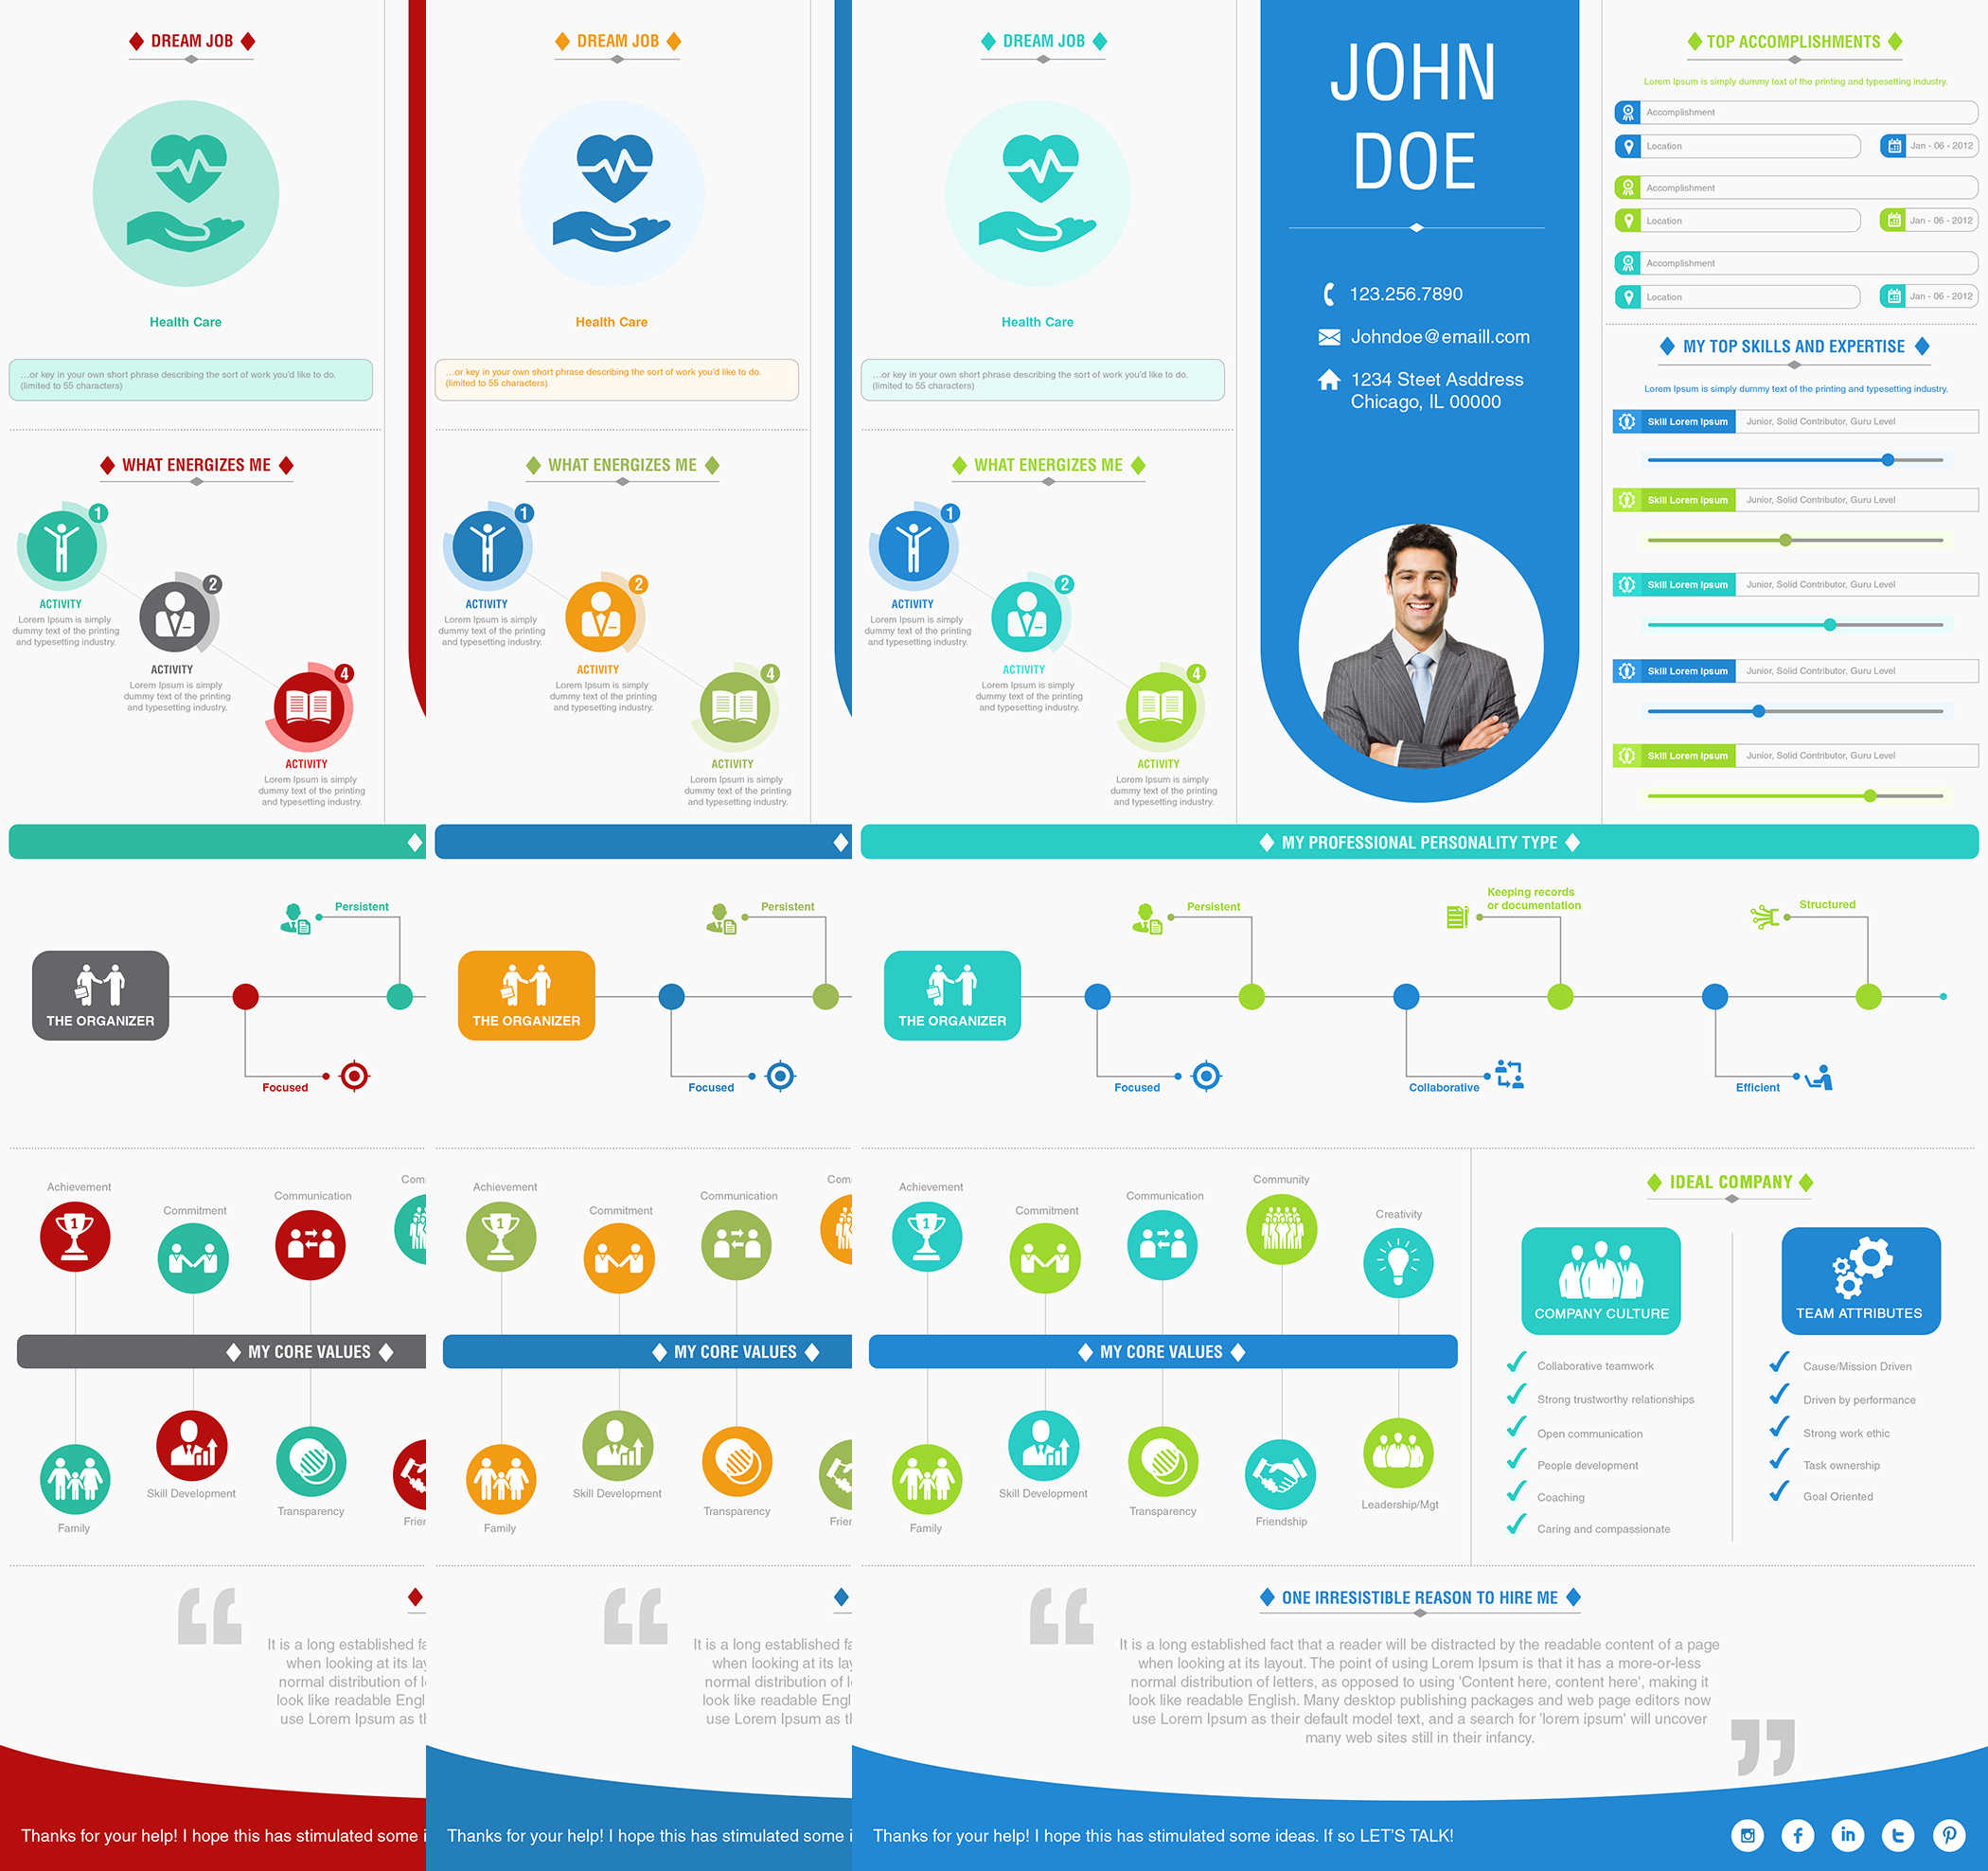 DREAM JOB
Health Care
...or key in your own short phrase describing the sort of work you'd like to do.
(limited to 55 characters)
WHAT ENERGIZES ME
1
ACTIVITY
Lorem Ipsum is simply
dummy text of the printing
and typesetting industry.
2
ACTIVITY
Lorem Ipsum is simply
dummy text of the printing
and typesetting industry.
4
ACTIVITY
Lorem Ipsum is simply
dummy text of the printing
and typesetting industry.
Persistent
THE ORGANIZER
Focused
Achievement
Commitment
Communication
Com
1
MY CORE VALUES
Family
Skill Development
Transparency
Frien
It is a long established fa
when looking at its lay
normal distribution of l
look like readable Engl
use Lorem Ipsum as t
Thanks for your help! I hope this has stimulated some i
DREAM JOB
Health Care
...or key in your own short phrase describing the sort of work you'd like to do.
(limited to 55 characters)
WHAT ENERGIZES ME
1
ACTIVITY
Lorem Ipsum is simply
dummy text of the printing
and typesetting industry.
2
ACTIVITY
Lorem Ipsum is simply
dummy text of the printing
and typesetting industry.
4
ACTIVITY
Lorem Ipsum is simply
dummy text of the printing
and typesetting industry.
Persistent
THE ORGANIZER
Focused
Achievement
Commitment
Communication
Com
1
MY CORE VALUES
Family
Skill Development
Transparency
Frien
It is a long established fa
when looking at its lay
normal distribution of l
look like readable Engl
use Lorem Ipsum as t
Thanks for your help! I hope this has stimulated some i
DREAM JOB
Health Care
...or key in your own short phrase describing the sort of work you'd like to do.
(limited to 55 characters)
WHAT ENERGIZES ME
1
ACTIVITY
Lorem Ipsum is simply
dummy text of the printing
and typesetting industry.
2
ACTIVITY
Lorem Ipsum is simply
dummy text of the printing
and typesetting industry.
4
ACTIVITY
Lorem Ipsum is simply
dummy text of the printing
and typesetting industry.
JOHN
DOE
123.256.7890
Johndoe@emaill.com
1234 Steet Asddress
Chicago, IL 00000
TOP ACCOMPLISHMENTS
Lorem Ipsum is simply dummy text of the printing and typesetting industry.
Accomplishment
Location
Jan - 06 - 2012
Accomplishment
Location
Jan - 06 - 2012
Accomplishment
Location
Jan - 06 - 2012
MY TOP SKILLS AND EXPERTISE
Lorem Ipsum is simply dummy text of the printing and typesetting industry.
Skill Lorem Ipsum Junior, Solid Contributor, Guru Level
Skill Lorem Ipsum Junior, Solid Contributor, Guru Level
Skill Lorem Ipsum Junior, Solid Contributor, Guru Level
Skill Lorem Ipsum Junior, Solid Contributor, Guru Level
Skill Lorem Ipsum Junior, Solid Contributor, Guru Level
MY PROFESSIONAL PERSONALITY TYPE
Persistent
Keeping records
or documentation
Structured
THE ORGANIZER
Focused
Collaborative
Efficient
Achievement
Commitment
Communication
Community
Creativity
1
MY CORE VALUES
Family
Skill Development
Transparency
Friendship
Leadership/Mgt
IDEAL COMPANY
COMPANY CULTURE
Collaborative teamwork
Strong trustworthy relationships
Open communication
People development
Coaching
Caring and compassionate
TEAM ATTRIBUTES
Cause/Mission Driven
Driven by performance
Strong work ethic
Task ownership
Goal Oriented
ONE IRRESISTIBLE REASON TO HIRE ME
It is a long established fact that a reader will be distracted by the readable content of a page
when looking at its layout. The point of using Lorem Ipsum is that it has a more-or-less
normal distribution of letters, as opposed to using 'Content here, content here', making it
look like readable English. Many desktop publishing packages and web page editors now
use Lorem Ipsum as their default model text, and a search for 'lorem ipsum' will uncover
many web sites still in their infancy.
Thanks for your help! I hope this has stimulated some ideas. If so LET'S TALK!